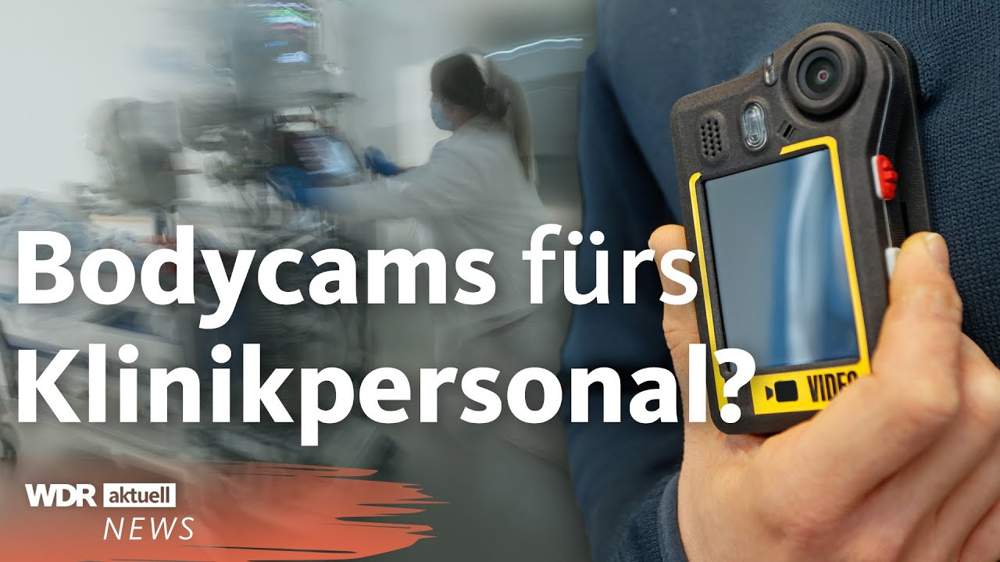 Bodycams fürs
Klinikpersonal?
VIDEO
WDR aktuell
NEWS